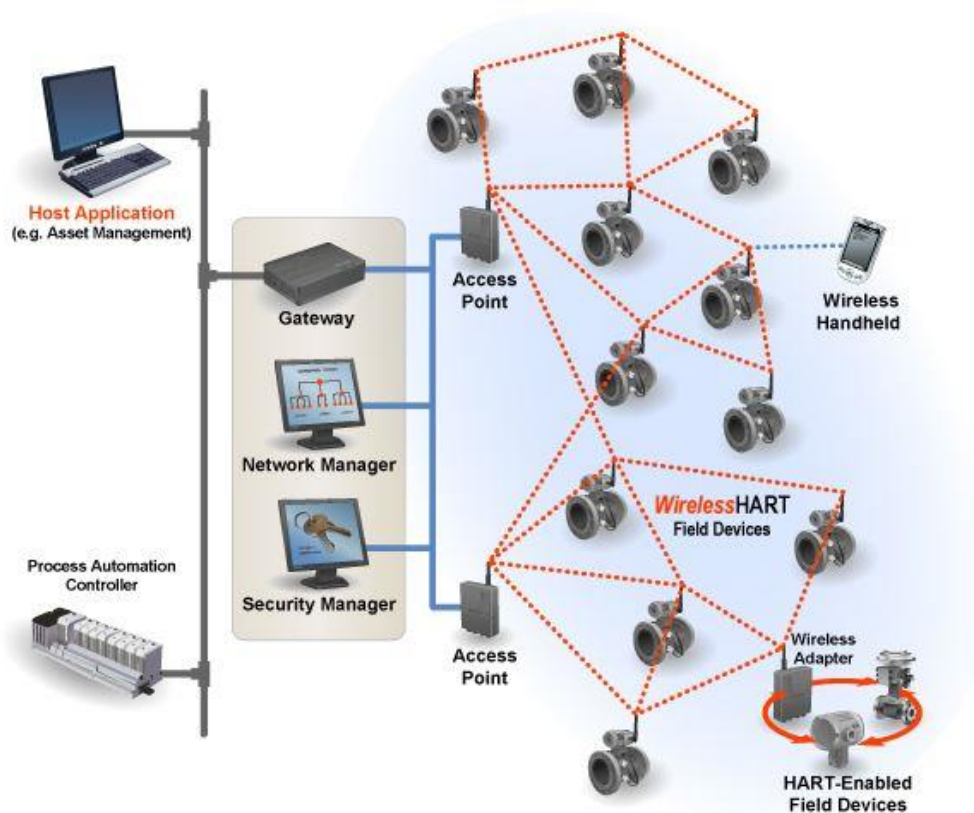 Host Application
(e.g. Asset Management)
Gateway
Network Manager
Security Manager
Process Automation
Controller
Access
Point
Wireless
Handheld
WirelessHART
Field Devices
Access
Point
Wireless
Adapter
HART-Enabled
Field Devices